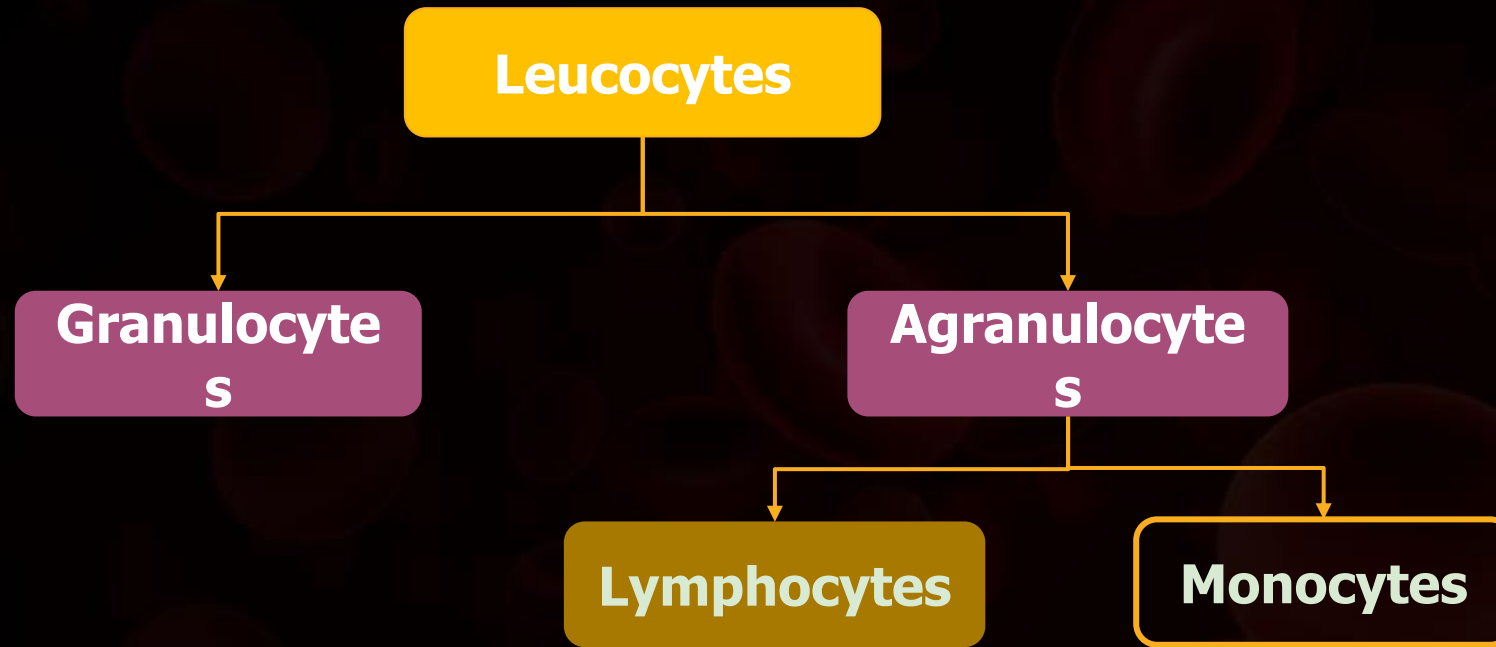 Leucocytes
Granulocyte
s
Agranulocyte
s
Lymphocytes
Monocytes